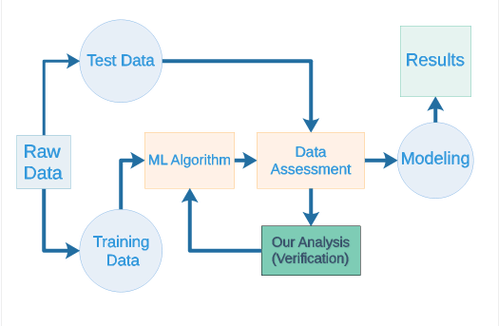 Test Data
Results
Raw
Data
ML Algorithm
Data
Assessment
Modeling
Training
Data
Our Analysis
(Verification)